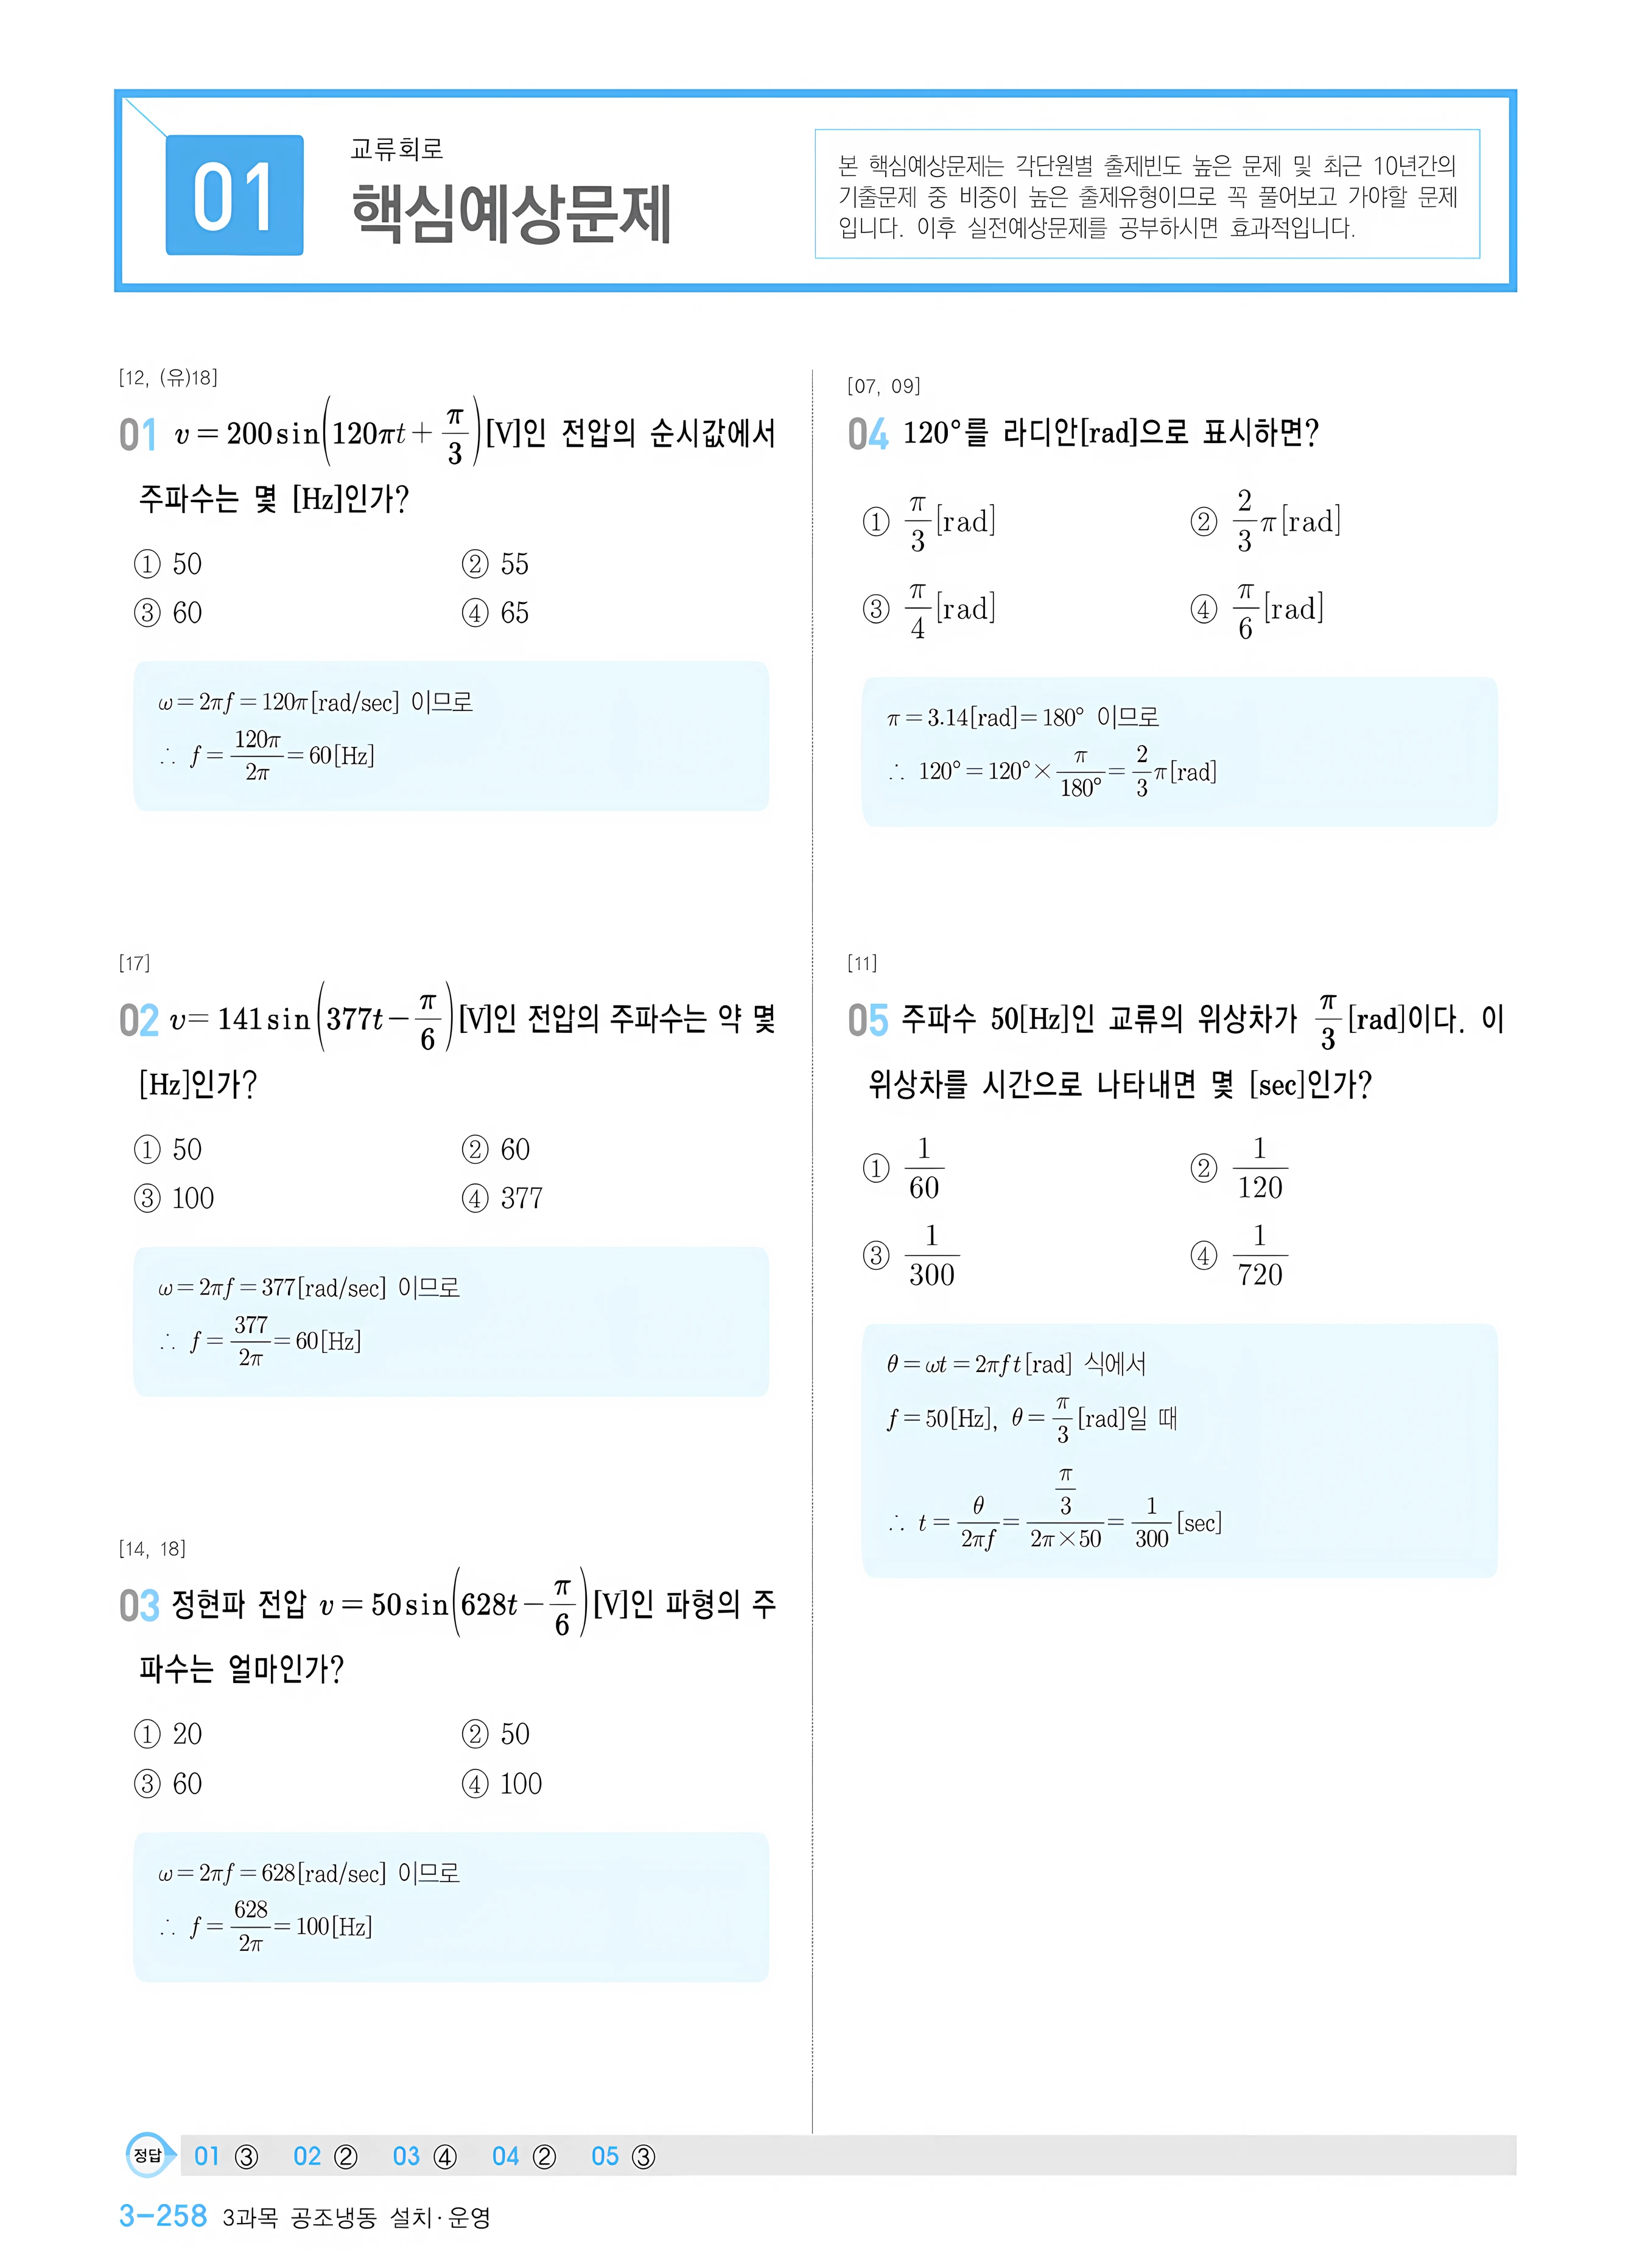 01
교류회로
핵심예상문제
본 핵심예상문제는 각단원별 출제빈도 높은 문제 및 최근 10년간의
기출문제 중 비중이 높은 출제유형이므로 꼭 풀어보고 가야할 문제
입니다. 이후 실전예상문제를 공부하시면 효과적입니다.
[12, (유)18]
01 v = 200 sin(120πt + π/3)[V]인 전압의 순시값에서
주파수는 몇 [Hz]인가?
① 50 ② 55
③ 60 ④ 65
ω = 2πf = 120π[rad/sec] 이므로
∴ f = 120π/2π = 60[Hz]
[17]
02 v = 141 sin(377t − π/6)[V]인 전압의 주파수는 약 몇
[Hz]인가?
① 50 ② 60
③ 100 ④ 377
ω = 2πf = 377[rad/sec] 이므로
∴ f = 377/2π = 60[Hz]
[14, 18]
03 정현파 전압 v = 50 sin(628t − π/6)[V]인 파형의 주
파수는 얼마인가?
① 20 ② 50
③ 60 ④ 100
ω = 2πf = 628[rad/sec] 이므로
∴ f = 628/2π = 100[Hz]
[07, 09]
04 120°를 라디안[rad]으로 표시하면?
① π/3[rad] ② 2/3 π[rad]
③ π/4[rad] ④ π/6[rad]
π = 3.14[rad] = 180° 이므로
∴ 120° = 120° × π/180° = 2/3 π[rad]
[11]
05 주파수 50[Hz]인 교류의 위상차가 π/3[rad]이다. 이
위상차를 시간으로 나타내면 몇 [sec]인가?
① 1/60 ② 1/120
③ 1/300 ④ 1/720
θ = ωt = 2πft[rad] 식에서
f = 50[Hz], θ = π/3[rad]일 때
∴ t = θ/2πf = (π/3)/(2π×50) = 1/300 [sec]
정답 01 ③ 02 ② 03 ④ 04 ② 05 ③
3-258 3과목 공조냉동 설치·운영